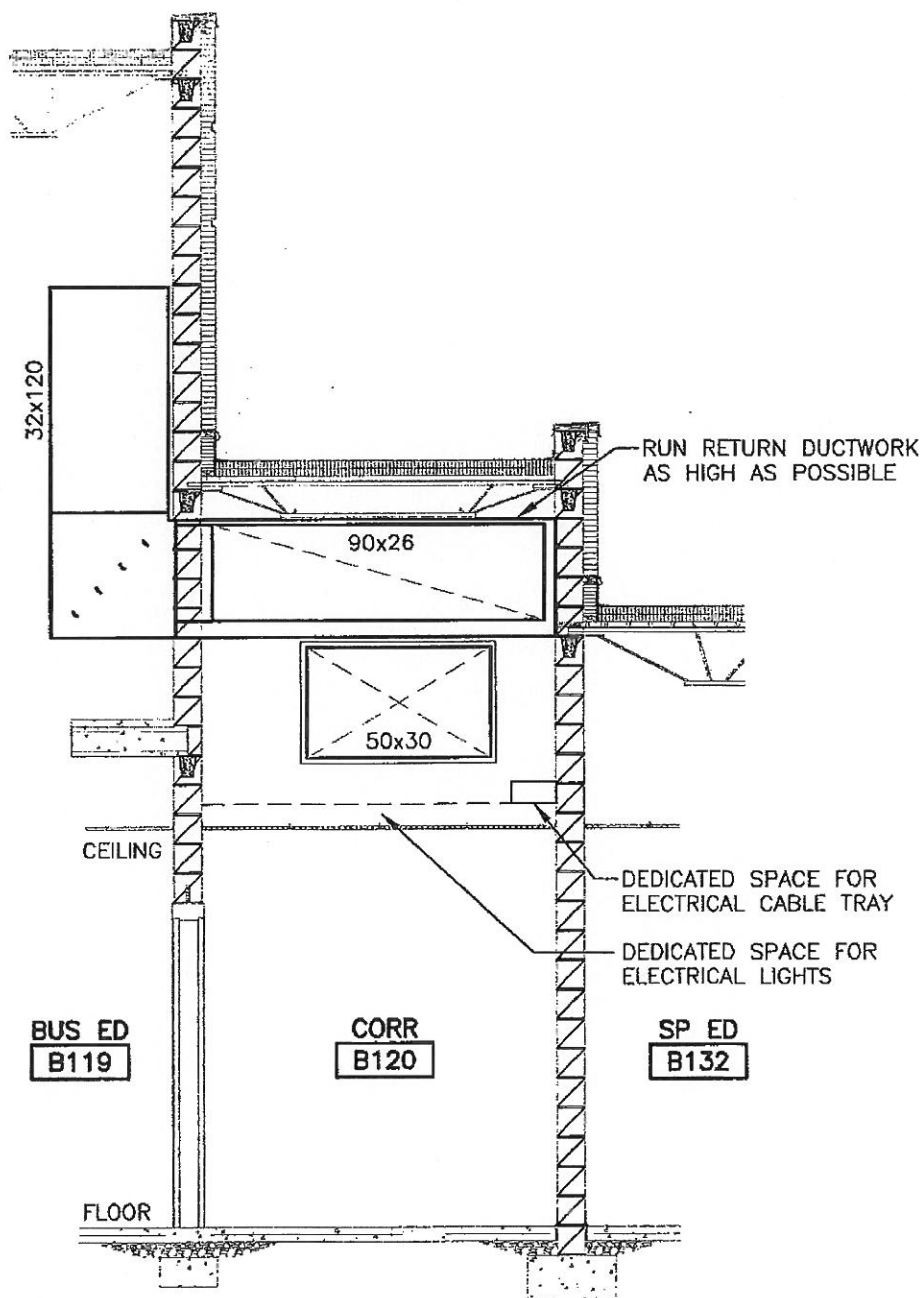 32x120
RUN RETURN DUCTWORK
AS HIGH AS POSSIBLE
90x26
50x30
CEILING
DEDICATED SPACE FOR
ELECTRICAL CABLE TRAY
DEDICATED SPACE FOR
ELECTRICAL LIGHTS
BUS ED
B119
CORR
B120
SP ED
B132
FLOOR